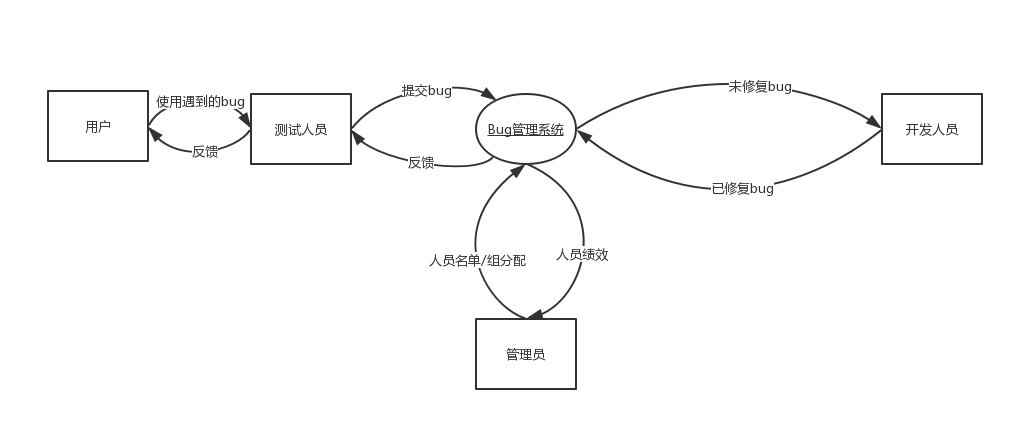 使用遇到的bug
提交bug
未修复bug
用户
测试人员
Bug管理系统
开发人员
反馈
反馈
已修复bug
人员名单/组分配
人员绩效
管理员